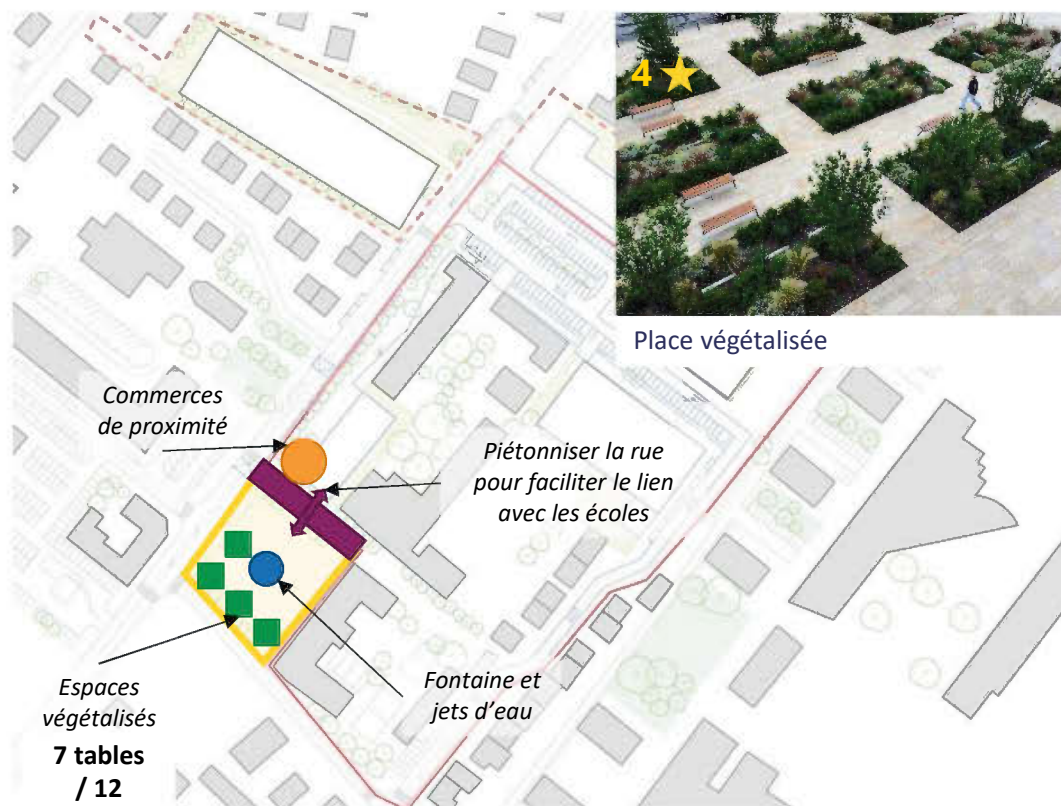 4
Place végétalisée
Commerces
de proximité
Piétonniser la rue
pour faciliter le lien
avec les écoles
Espaces
végétalisés
7 tables
/ 12
Fontaine et
jets d'eau